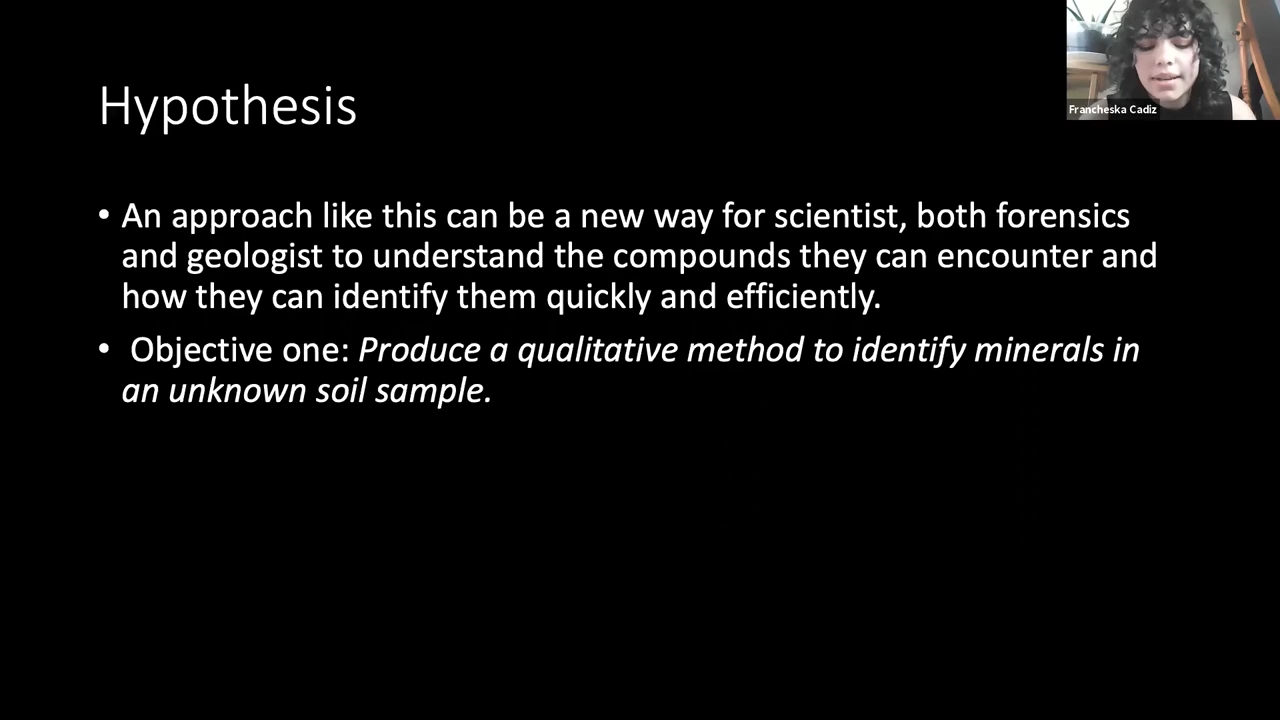 Hypothesis
Francheska Cadiz
• An approach like this can be a new way for scientist, both forensics
and geologist to understand the compounds they can encounter and
how they can identify them quickly and efficiently.
• Objective one: Produce a qualitative method to identify minerals in
an unknown soil sample.